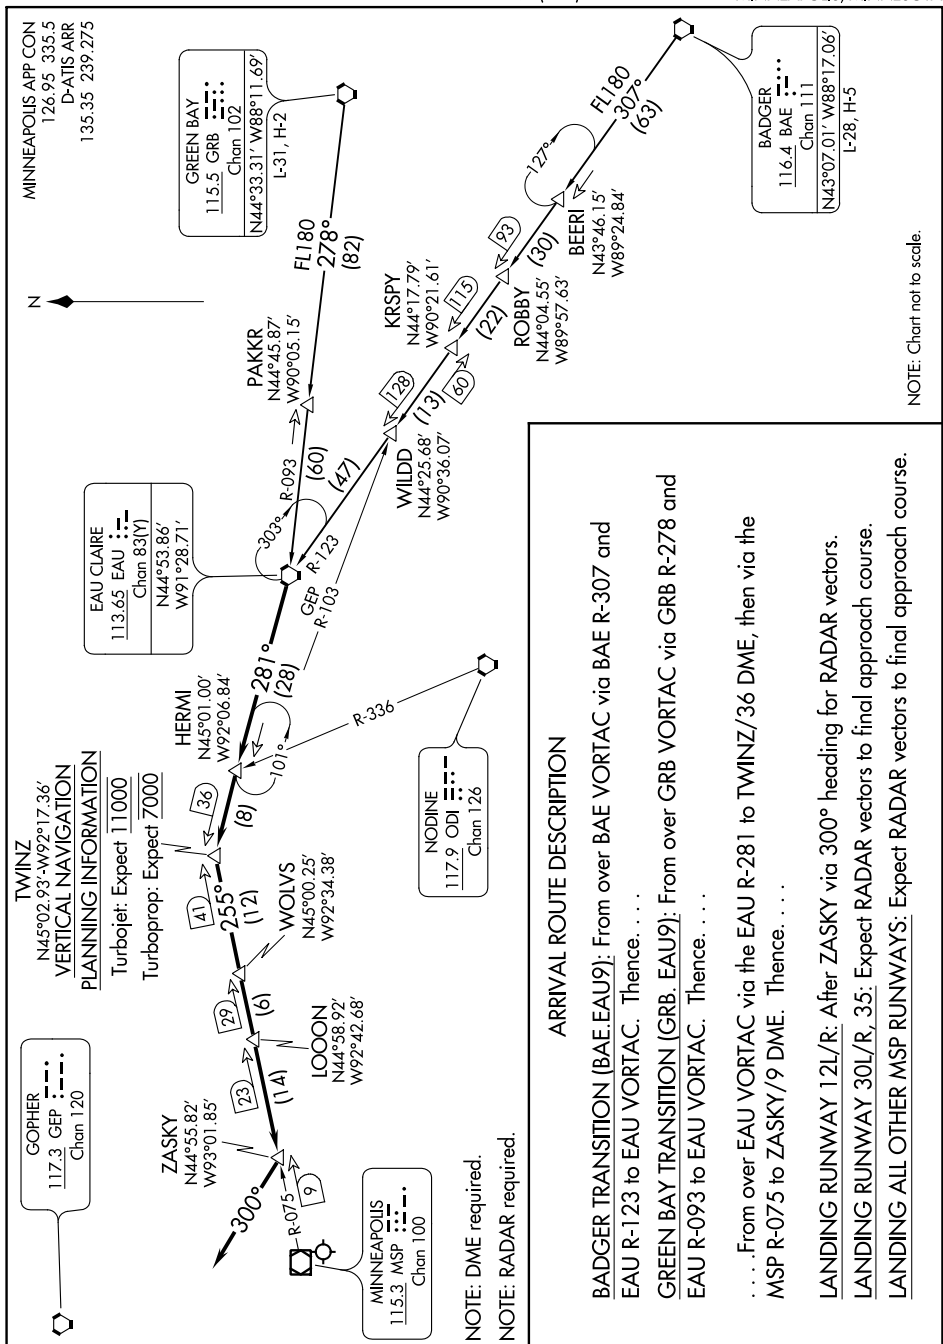 MINNEAPOLIS APP CON
126.95 335.5
D-ATIS ARR
135.35 239.275
GREEN BAY
115.5 GRB
Chan 102
N44°33.31' W88°11.69'
L-31, H-2
BADGER
116.4 BAE
Chan 111
N43°07.01' W88°17.06'
L-28, H-5
FL180
307°
(63)
127°
BEERI
N43°46.15'
W89°24.84'
(30)
93
ROBBY
N44°04.55'
W89°57.63'
(22)
115
KRSPY
N44°17.79'
W90°21.61'
60
(13)
128
WILDD
N44°25.68'
W90°36.07'
(47)
R-123
FL180
278°
(82)
N
PAKKR
N44°45.87'
W90°05.15'
R-093
(60)
303°
EAU CLAIRE
113.65 EAU
Chan 83(Y)
N44°53.86'
W91°28.71'
GEP
R-103
281°
(28)
HERMI
N45°01.00'
W92°06.84'
101°
R-336
NODINE
117.9 ODI
Chan 126
36
(8)
TWINZ
N45°02.93'-W92°17.36'
VERTICAL NAVIGATION
PLANNING INFORMATION
Turbojet: Expect 11000
Turboprop: Expect 7000
41
255°
(12)
WOLVS
N45°00.25'
W92°34.38'
29
(6)
LOOON
N44°58.92'
W92°42.68'
23
(14)
ZASKY
N44°55.82'
W93°01.85'
300°
R-075
9
GOPHER
117.3 GEP
Chan 120
MINNEAPOLIS
115.3 MSP
Chan 100
NOTE: DME required.
NOTE: RADAR required.
NOTE: Chart not to scale.
ARRIVAL ROUTE DESCRIPTION
BADGER TRANSITION (BAE.EAU9): From over BAE VORTAC via BAE R-307 and
EAU R-123 to EAU VORTAC. Thence. . . .
GREEN BAY TRANSITION (GRB. EAU9): From over GRB VORTAC via GRB R-278 and
EAU R-093 to EAU VORTAC. Thence. . . .
. . . .From over EAU VORTAC via the EAU R-281 to TWINZ/36 DME, then via the
MSP R-075 to ZASKY/9 DME. Thence. . . .
LANDING RUNWAY 12L/R: After ZASKY via 300° heading for RADAR vectors.
LANDING RUNWAY 30L/R, 35: Expect RADAR vectors to final approach course.
LANDING ALL OTHER MSP RUNWAYS: Expect RADAR vectors to final approach course.